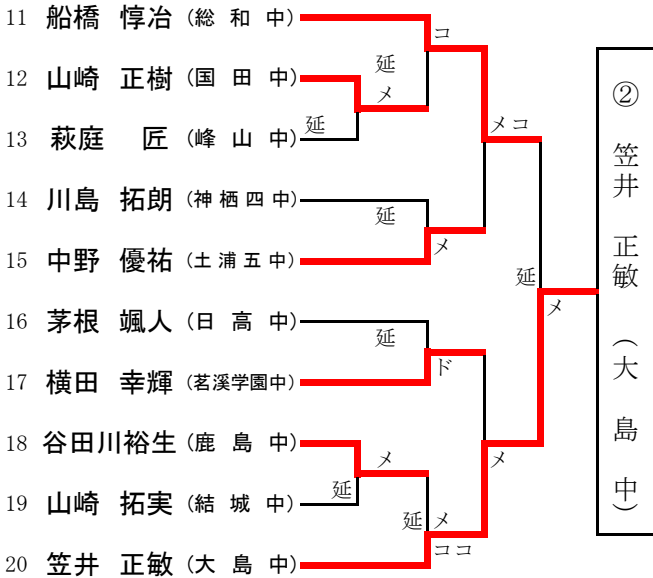 11 船橋 惇冶 (総和中)
12 山崎 正樹 (国田中)
13 萩庭 匠 (峰山中)
14 川島 拓朗 (神栖四中)
15 中野 優祐 (土浦五中)
16 茅根 颯人 (日高中)
17 横田 幸輝 (茗溪学園中)
18 谷田川裕生 (鹿島中)
19 山崎 拓実 (結城中)
20 笠井 正敏 (大島中)
コ
延
メ
延
メコ
延
メ
延
メ
延
ド
メ
メ
延
延
メ
ココ
② 笠井 正敏 (大島中)